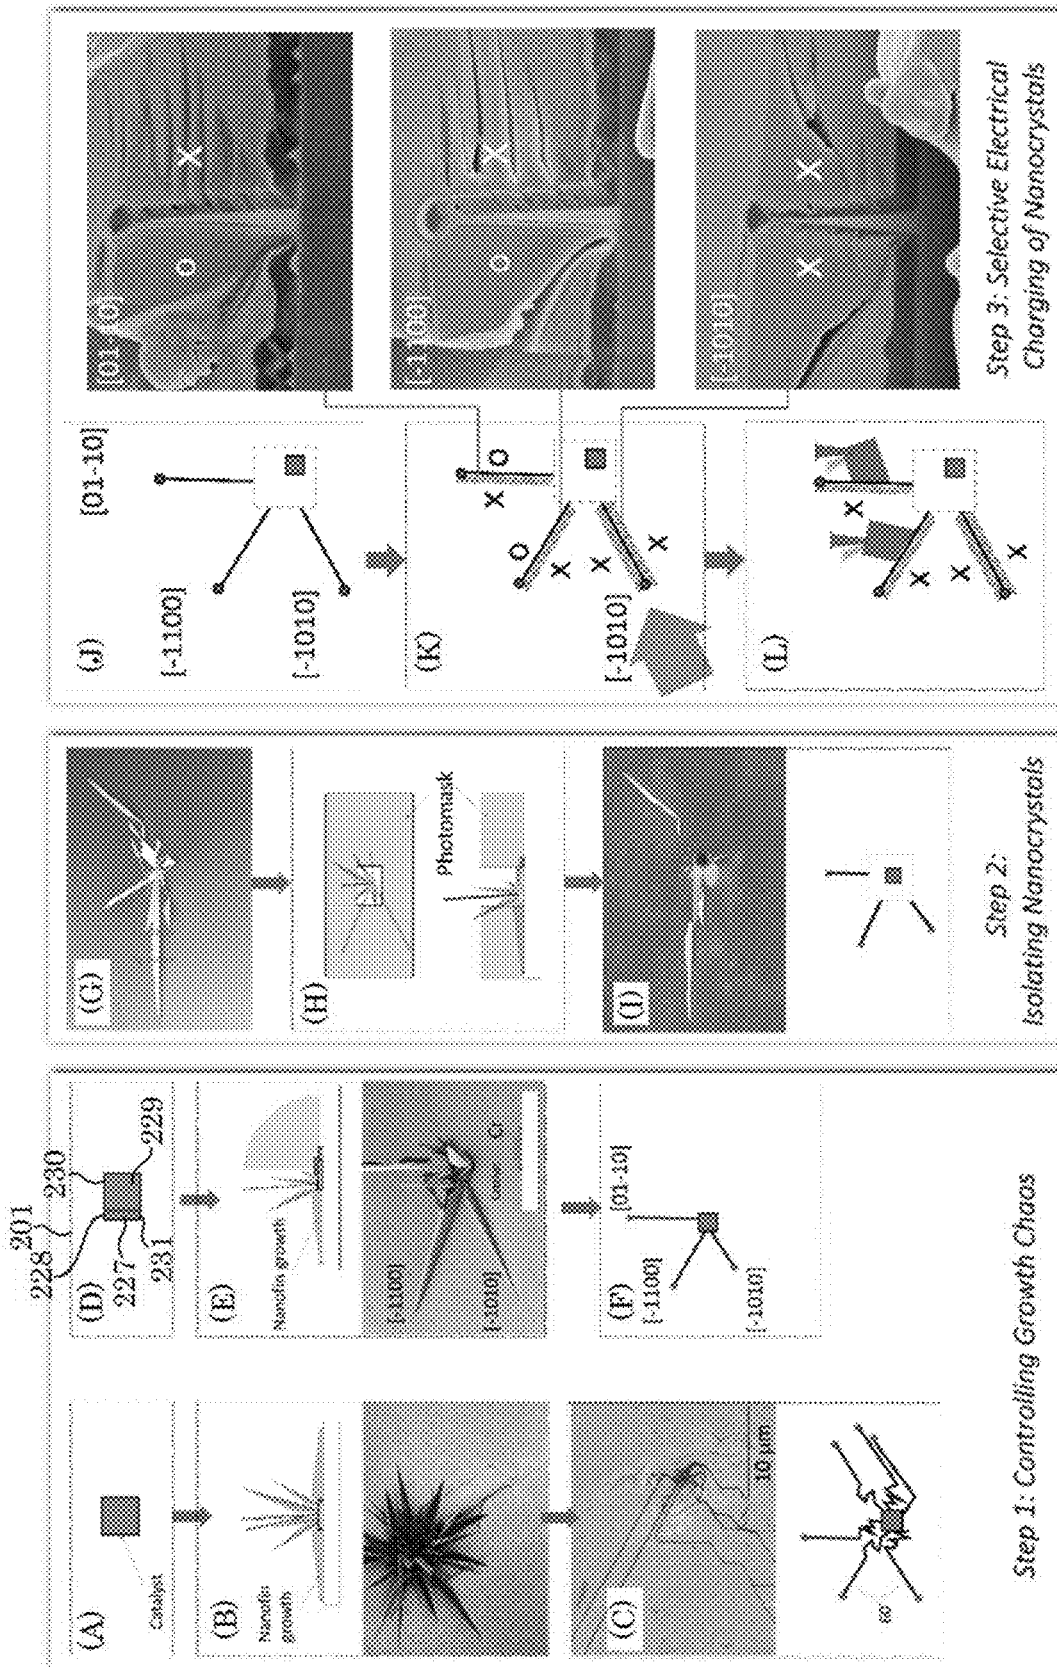 (A)
Catalyst
(B)
Nanofin
growth
(C)
10 μm
60
(D)
201
228
230
227
229
231
(E)
Nanofin growth
[-1100]
[-1010]
(F)
[01-10]
[-1100]
[-1010]
Step 1: Controlling Growth Chaos
(G)
(H)
Photomask
(I)
Step 2:
Isolating Nanocrystals
(J)
[01-10]
[-1100]
[-1010]
(K)
X
O
O
X
X
X
[-1010]
(L)
X
X
X
X
[01-10]
O
X
[-1100]
O
X
[-1010]
X
X
Step 3: Selective Electrical
Charging of Nanocrystals